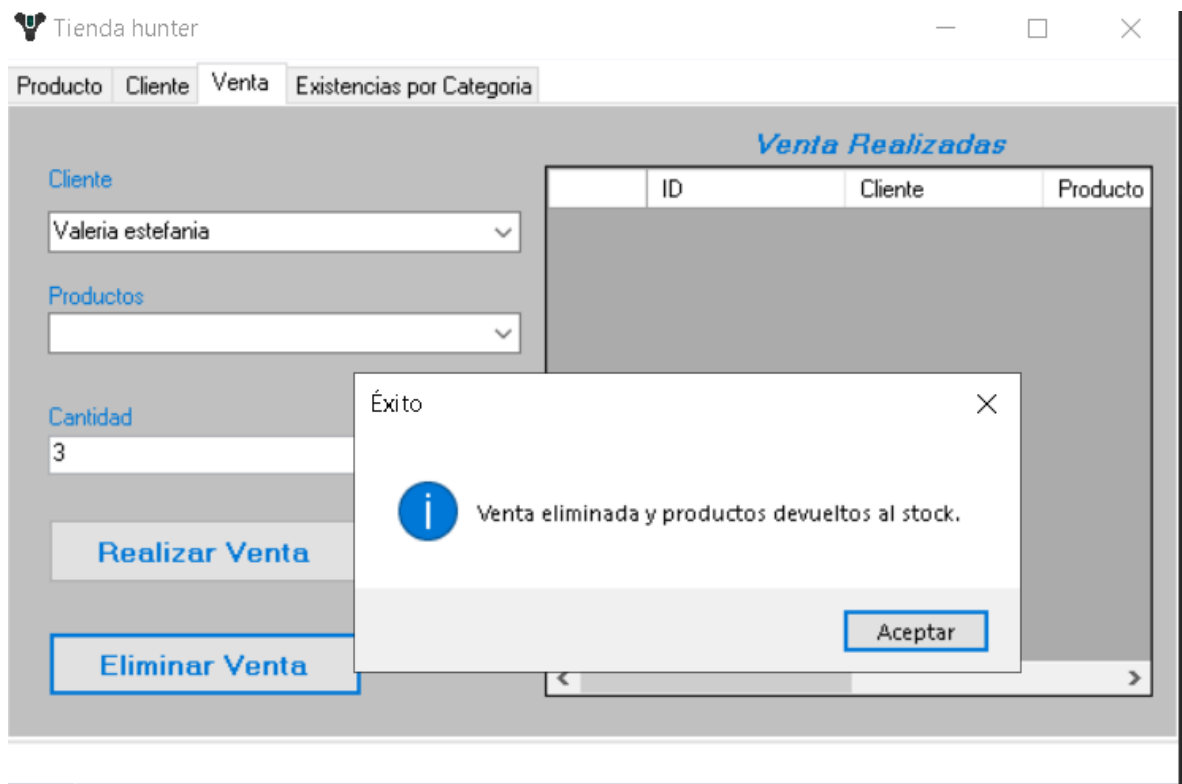 Tienda hunter
Producto Cliente Venta Existencias por Categoria
Venta Realizadas
Cliente
ID Cliente Producto
Valeria estefania
Productos
Cantidad
3
Éxito
Venta eliminada y productos devueltos al stock.
Realizar Venta
Aceptar
Eliminar Venta